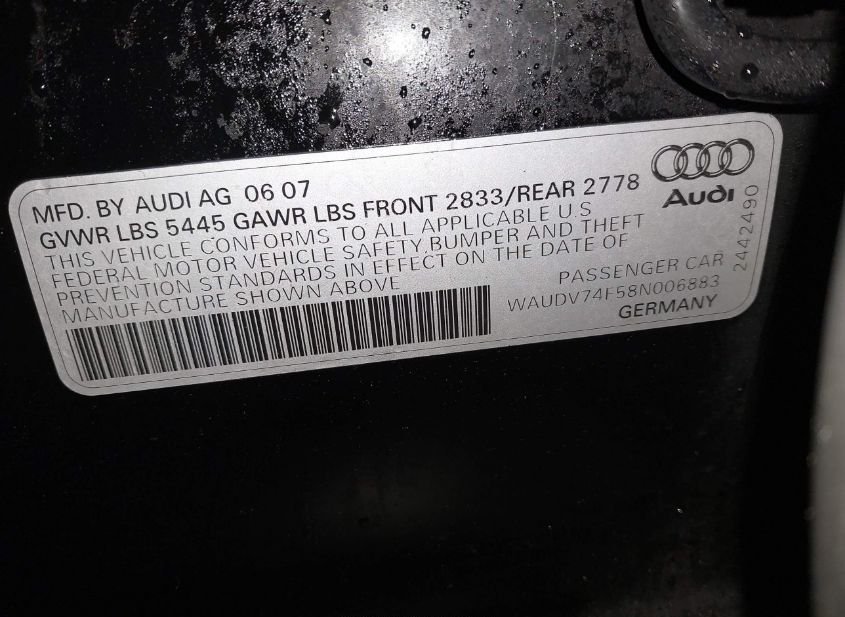 MFD. BY AUDI AG 06 07
GVWR LBS 5445 GAWR LBS FRONT 2833/REAR 2778
THIS VEHICLE CONFORMS TO ALL APPLICABLE U.S
FEDERAL MOTOR VEHICLE SAFETY BUMPER AND THEFT
PREVENTION STANDARDS IN EFFECT ON THE DATE OF
MANUFACTURE SHOWN ABOVE
Audi
PASSENGER CAR
WAUDV74F58N006883
GERMANY
2442490